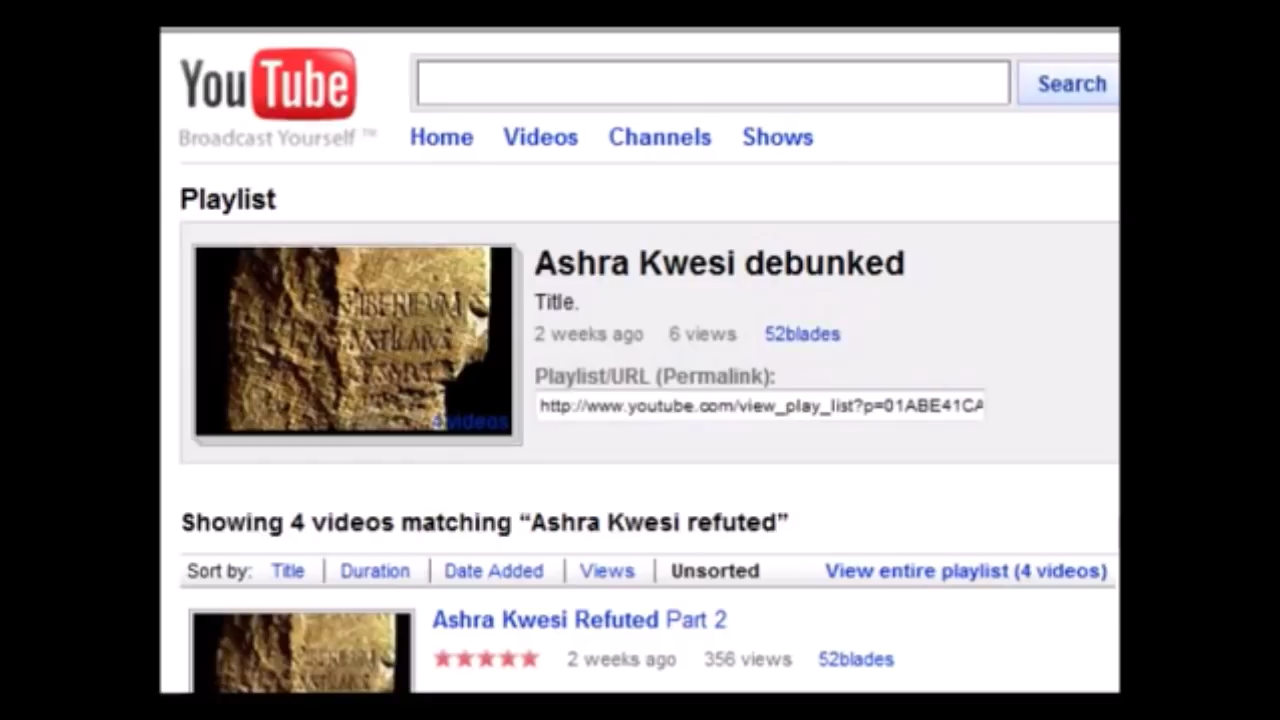 YouTube
Search
Broadcast Yourself ™
Home Videos Channels Shows
Playlist
Ashra Kwesi debunked
Title.
2 weeks ago 6 views 52blades
Playlist/URL (Permalink):
http://www.youtube.com/view_play_list?p=01ABE41CA
4 videos
Showing 4 videos matching “Ashra Kwesi refuted”
Sort by: Title Duration Date Added Views Unsorted View entire playlist (4 videos)
Ashra Kwesi Refuted Part 2
2 weeks ago 356 views 52blades